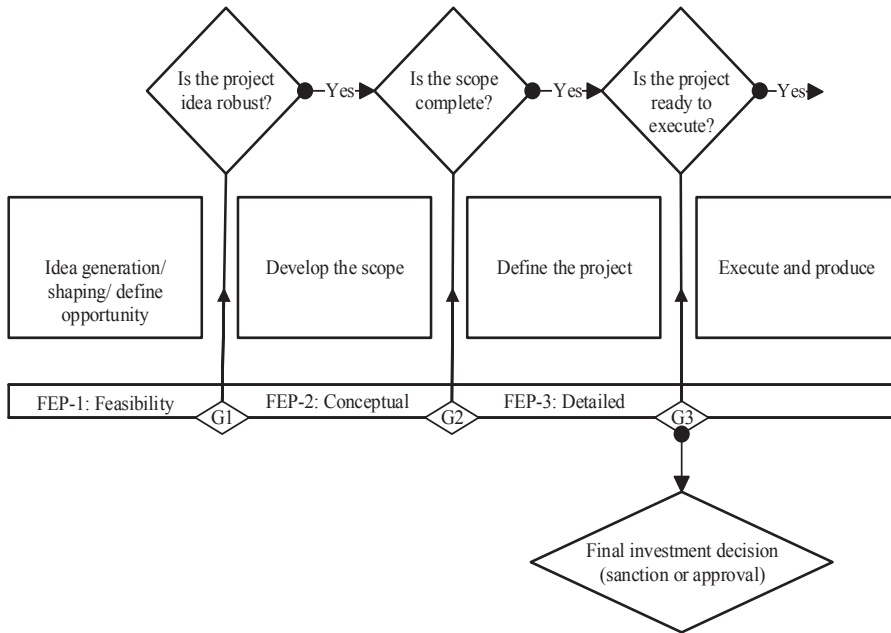 Is the project
idea robust?
Yes
Is the scope
complete?
Yes
Is the project
ready to
execute?
Yes
Idea generation/
shaping/ define
opportunity
Develop the scope
Define the project
Execute and produce
FEP-1: Feasibility
G1
FEP-2: Conceptual
G2
FEP-3: Detailed
G3
Final investment decision
(sanction or approval)